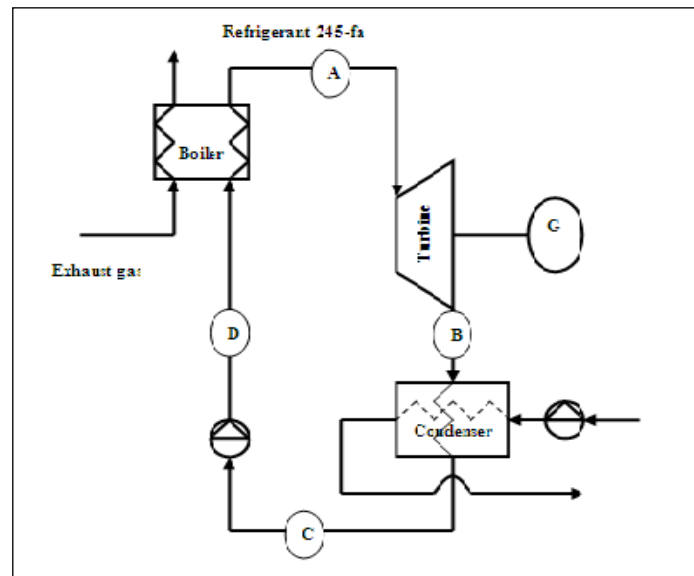 Refrigerant 245-fa
A
Boiler
Turbine
G
Exhaust gas
D
B
Condenser
C